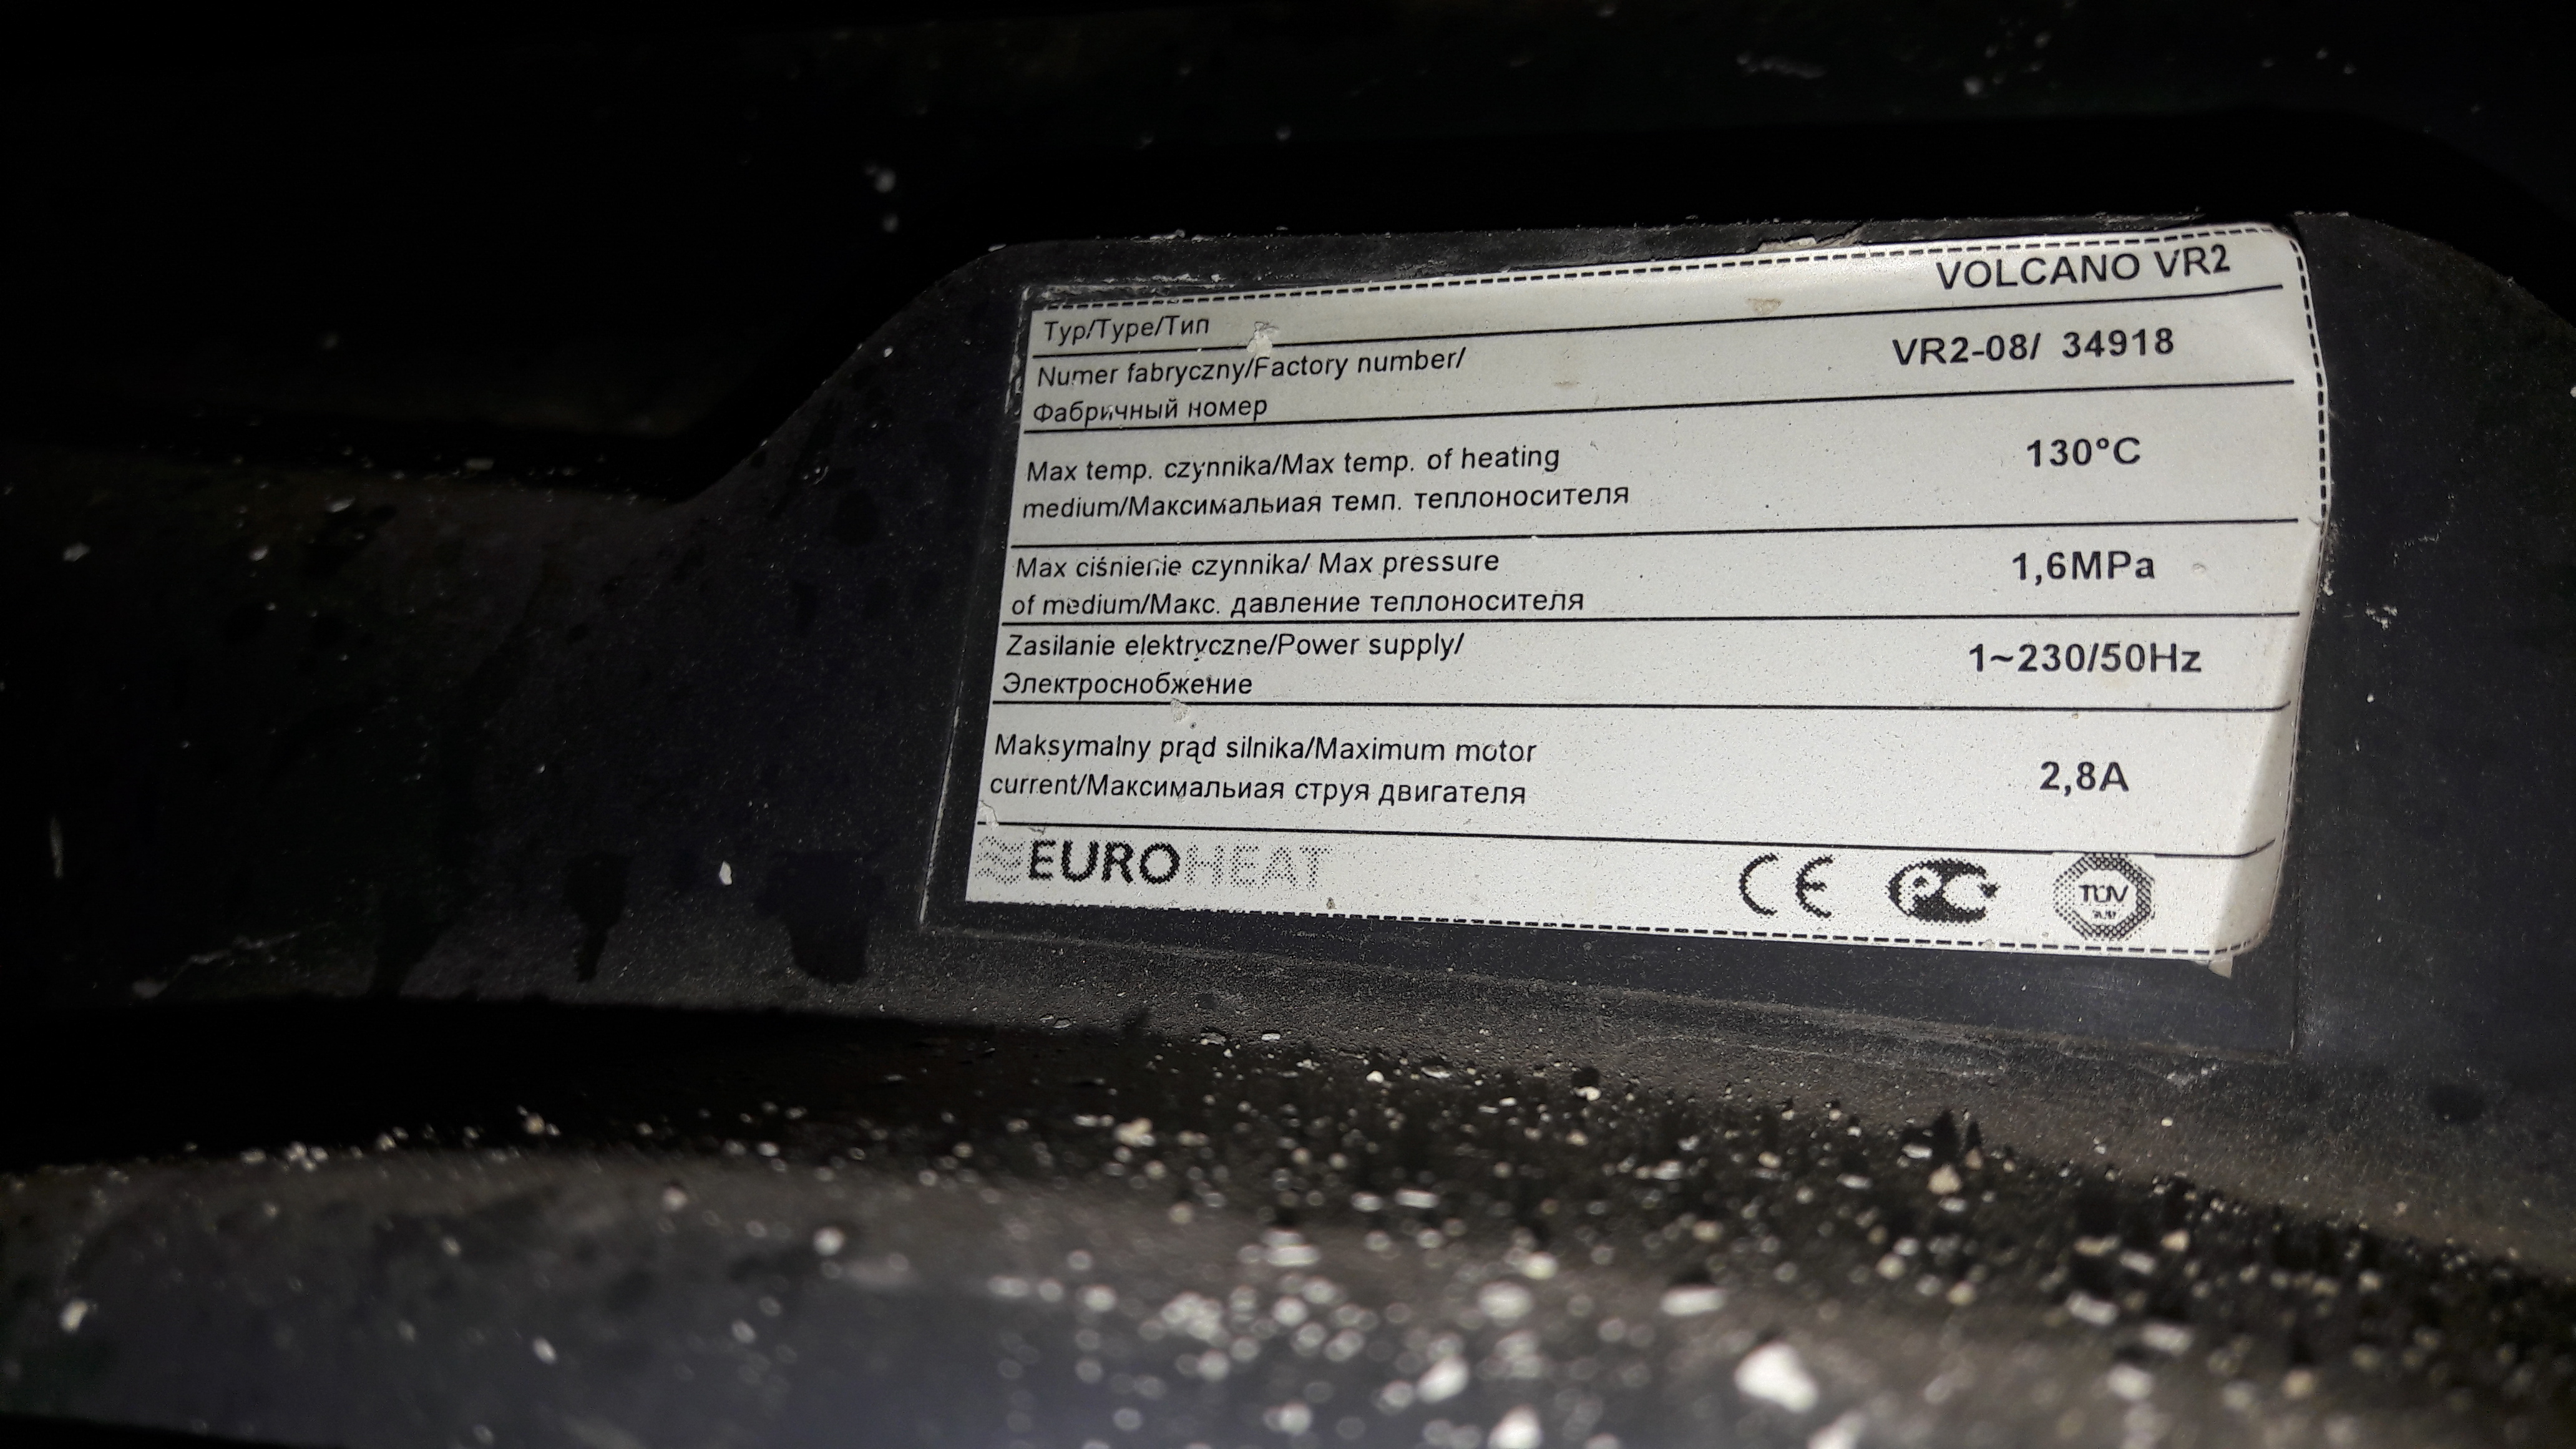 VOLCANO VR2
Typ/Type/Тип
Numer fabryczny/Factory number/
VR2-08/ 34918
Фабричный номер
Max temp. czynnika/Max temp. of heating
130°C
medium/Максимальиая темп. теплоносителя
Max ciśnienie czynnika/ Max pressure
1,6MPa
of medium/Макс. давление теплоносителя
Zasilanie elektryczne/Power supply/
1~230/50Hz
Электроснобжение
Maksymalny prąd silnika/Maximum motor
2,8A
current/Максимальиая струя двигателя
EUROHEAT
CE
PC
TÜV